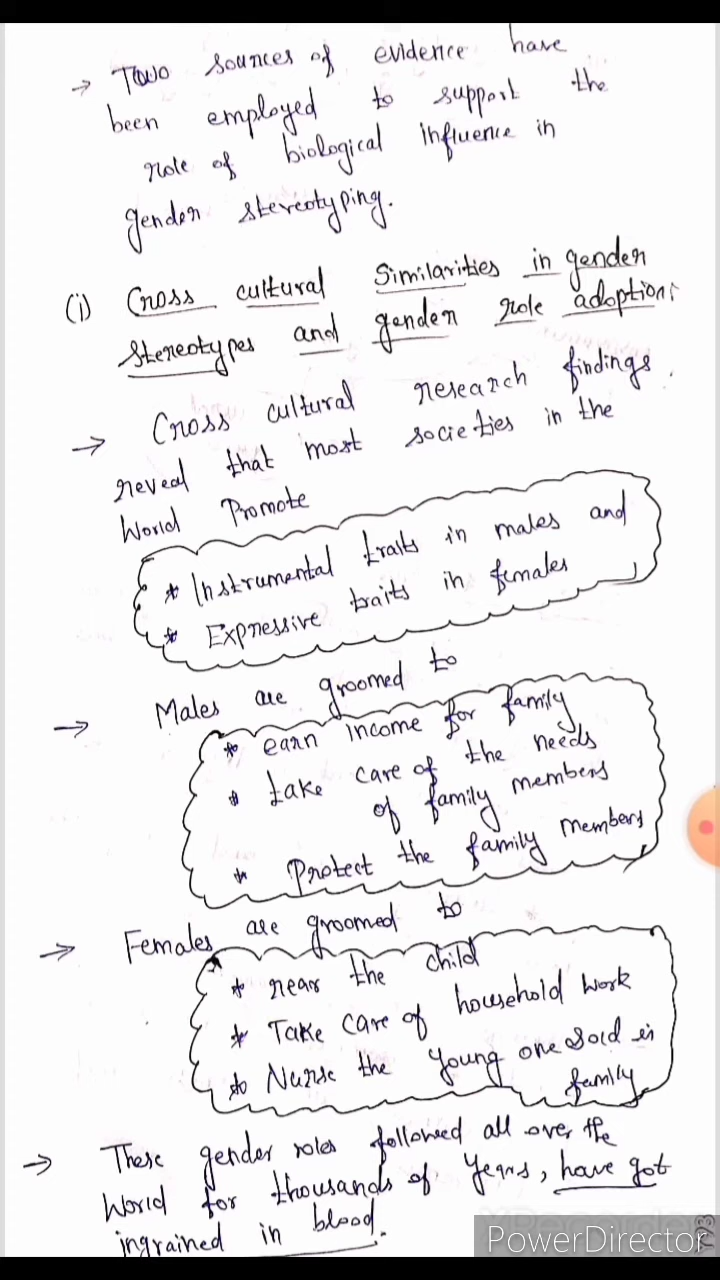 → Two sources of evidence have
been employed to support the
role of biological influence in
gender stereotyping.
(i) Cross cultural Similarities in gender
stereotypes and gender role adoption:
→ Cross cultural research findings
reveal that most societies in the
World Promote
* Instrumental traits in males and
* Expressive traits in females
→ Males are groomed to
* earn income for family
* take care of the needs
of family members
* Protect the family members
→ Females are groomed to
* rear the child
* Take care of household work
* Nurse the young one &old in
family
→ These gender roles followed all over the
World for thousands of years, have got
ingrained in blood.
PowerDirector